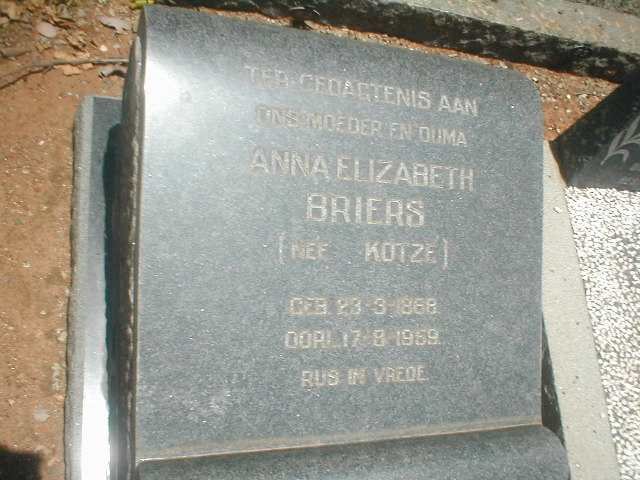 TER GEDAGTENIS AAN
ONS MOEDER EN OUMA
ANNA ELIZABETH
BRIERS
(NEE KOTZE)
GEB. 23-3-1868.
OORL. 17-8-1959.
RUS IN VREDE.